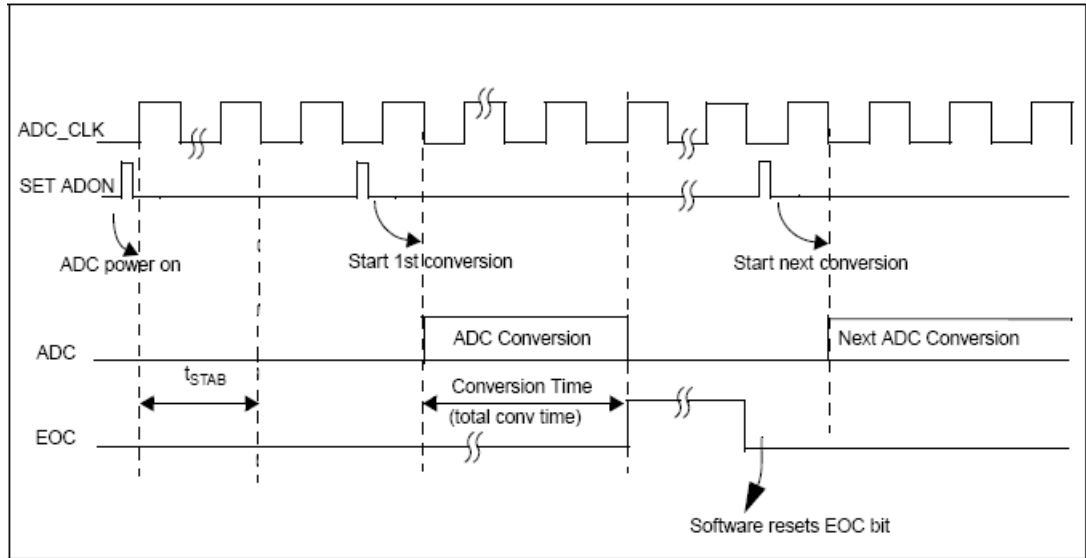 ADC_CLK
SET ADON
ADC power on
Start 1st conversion
Start next conversion
ADC Conversion
Next ADC Conversion
ADC
tSTAB
Conversion Time
(total conv time)
EOC
Software resets EOC bit